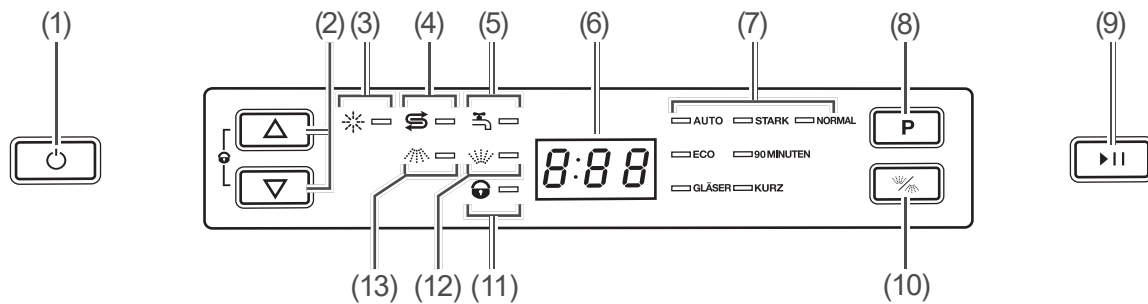 (1) (2) (3) (4) (5) (6) (7) (8) (9)
AUTO STARK NORMAL P
8:88
ECO 90 MINUTEN
GLÄSER KURZ
(13) (12) (11) (10)